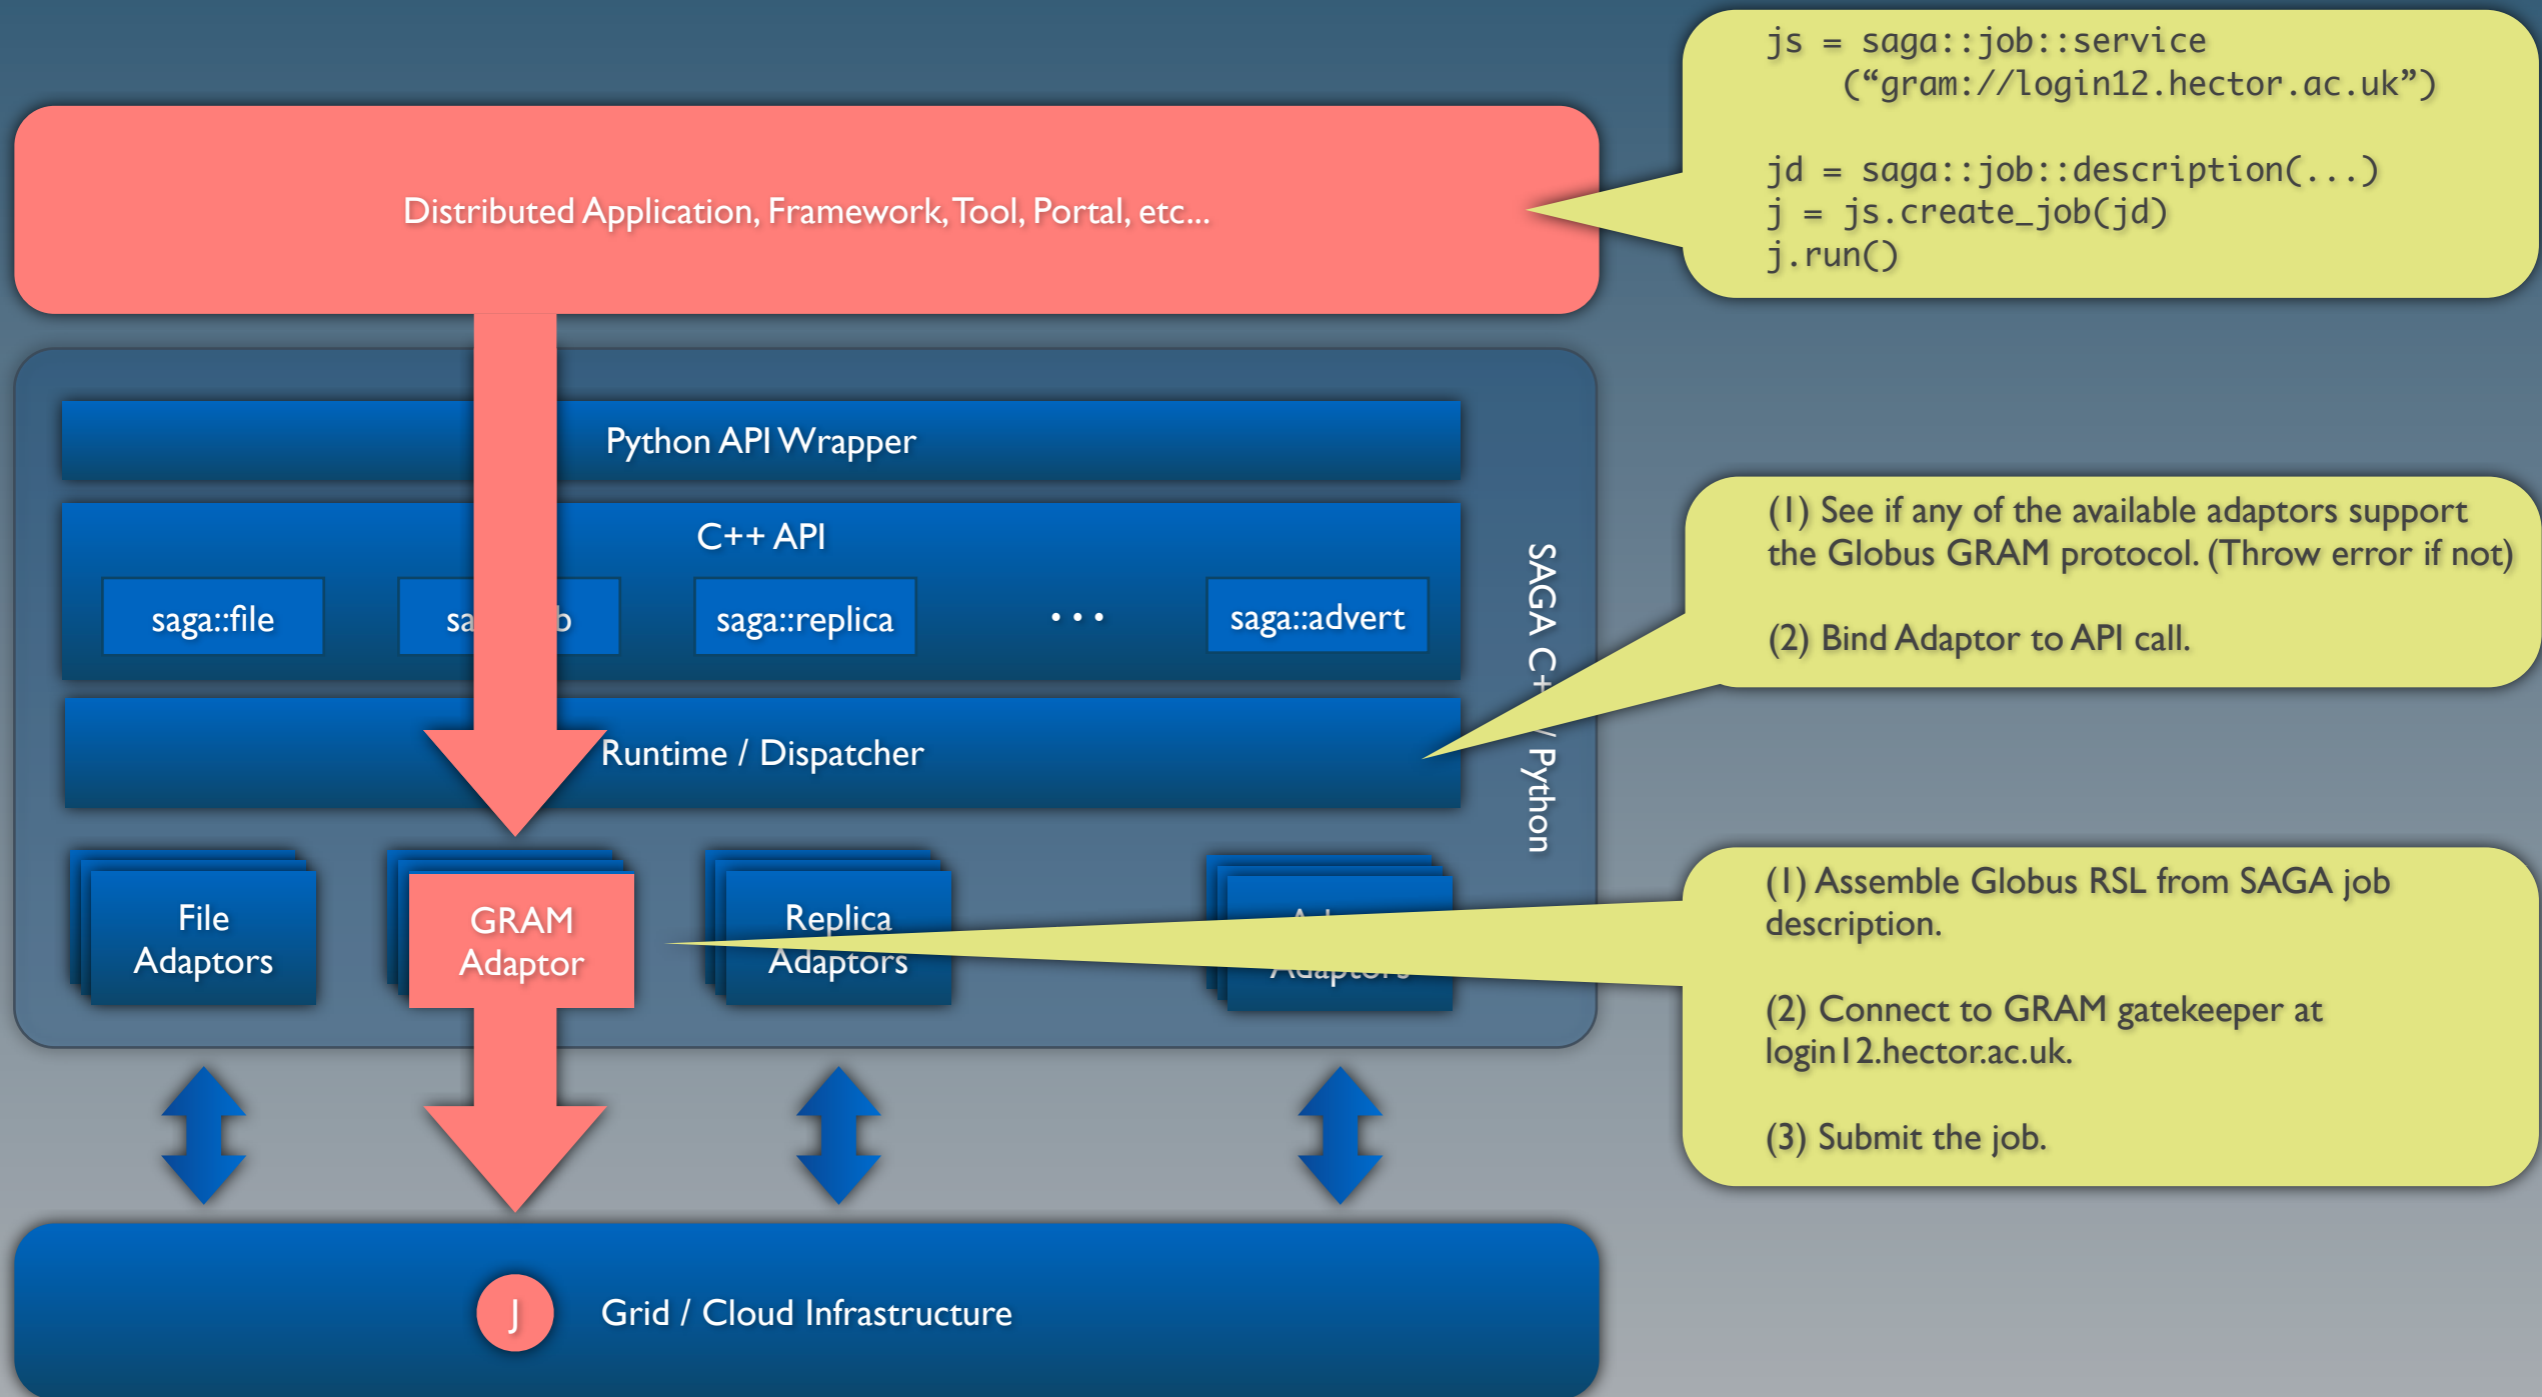 js = saga::job::service
(“gram://login12.hector.ac.uk”)
jd = saga::job::description(...)
j = js.create_job(jd)
j.run()
Distributed Application, Framework, Tool, Portal, etc...
Python API Wrapper
C++ API
saga::file
saga::replica
...
saga::advert
Runtime / Dispatcher
SAGA C++ / Python
(1) See if any of the available adaptors support
the Globus GRAM protocol. (Throw error if not)
(2) Bind Adaptor to API call.
File
Adaptors
GRAM
Adaptor
Replica
Adaptors
Adaptors
(1) Assemble Globus RSL from SAGA job
description.
(2) Connect to GRAM gatekeeper at
login12.hector.ac.uk.
(3) Submit the job.
J
Grid / Cloud Infrastructure